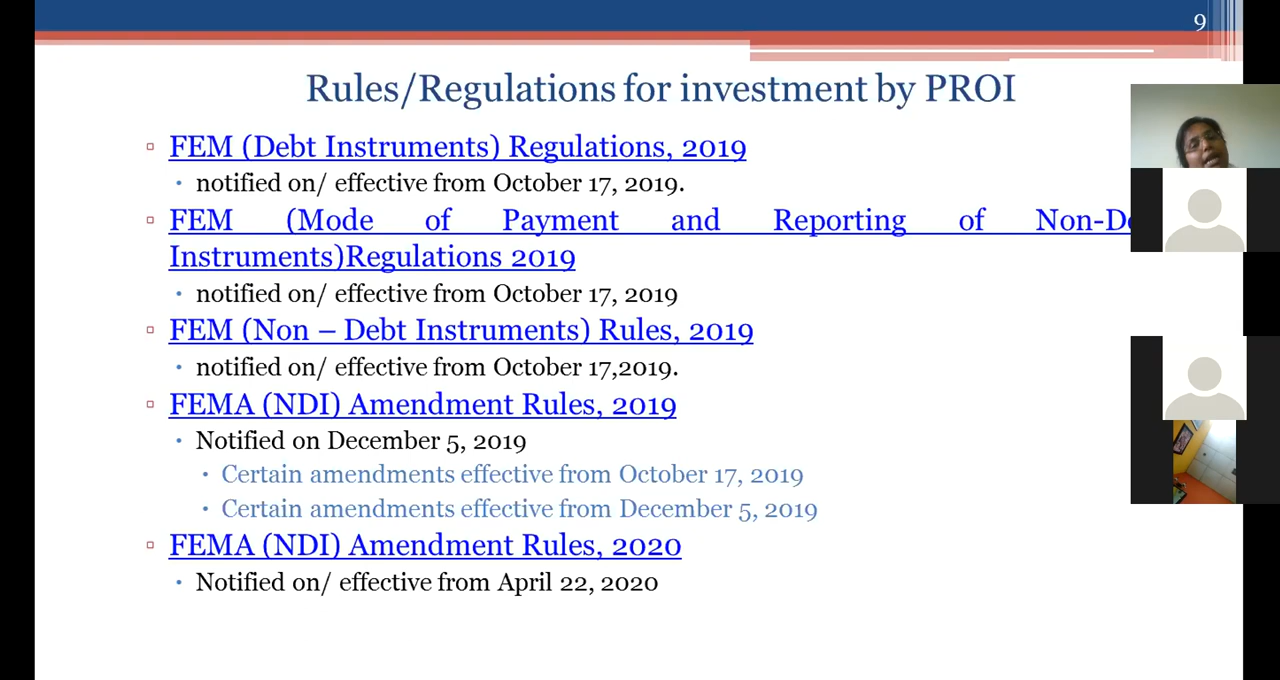 9
Rules/Regulations for investment by PROI
▫ FEM (Debt Instruments) Regulations, 2019
• notified on/ effective from October 17, 2019.
▫ FEM (Mode of Payment and Reporting of
Instruments)Regulations 2019
• notified on/ effective from October 17, 2019
▫ FEM (Non – Debt Instruments) Rules, 2019
• notified on/ effective from October 17,2019.
▫ FEMA (NDI) Amendment Rules, 2019
• Notified on December 5, 2019
• Certain amendments effective from October 17, 2019
• Certain amendments effective from December 5, 2019
▫ FEMA (NDI) Amendment Rules, 2020
• Notified on/ effective from April 22, 2020